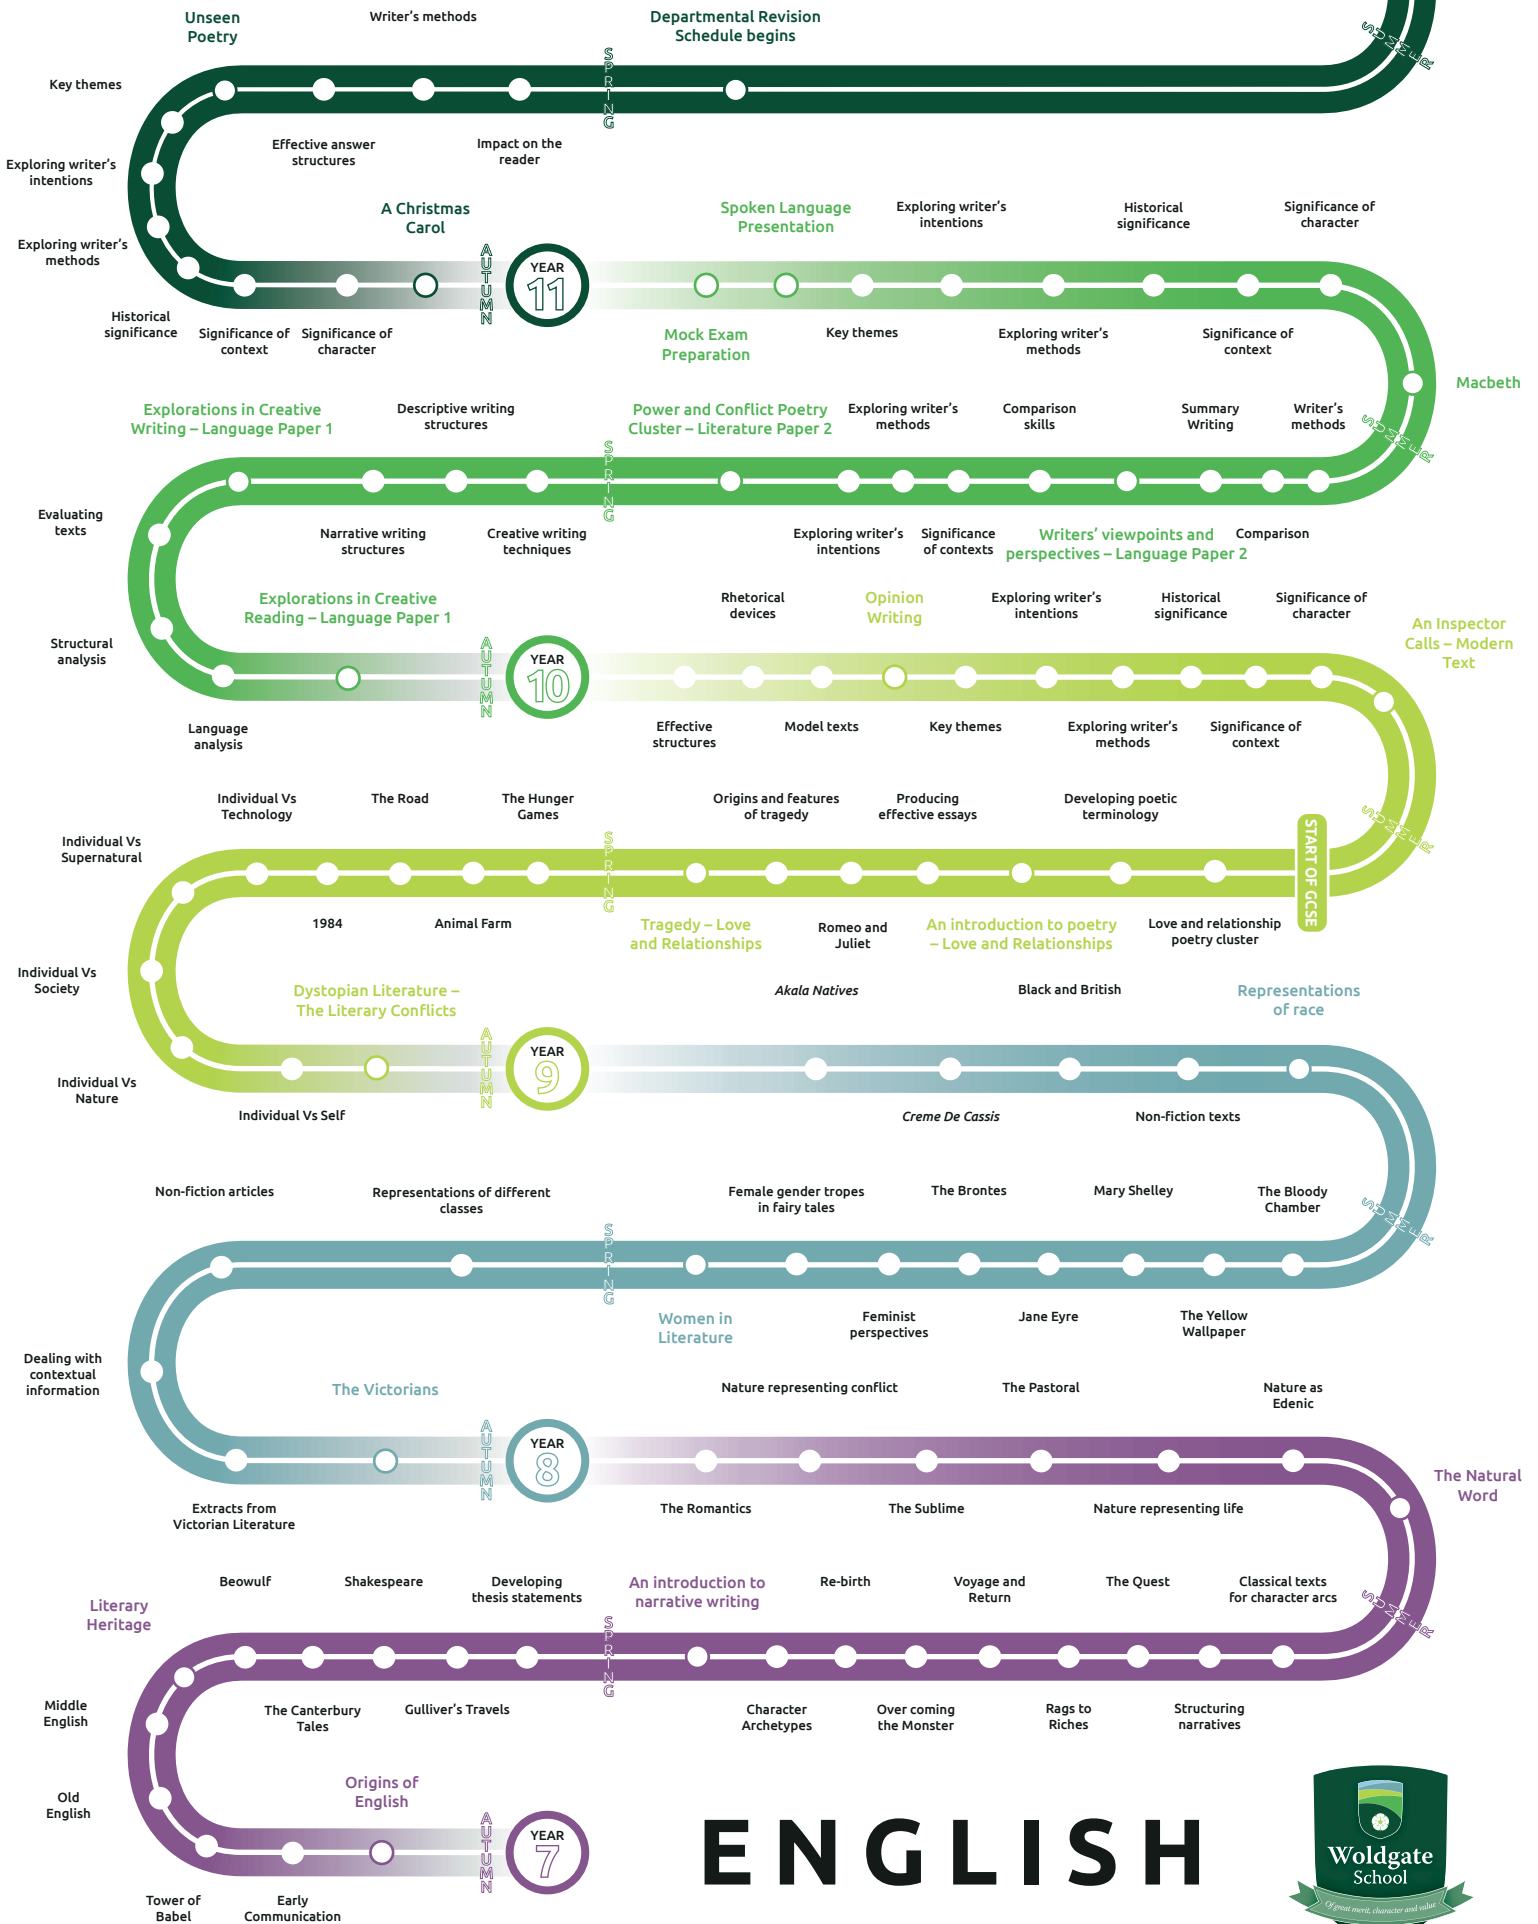 Unseen
Poetry
Writer's methods
Departmental Revision
Schedule begins
SUMMER
Key themes
SPRING
Effective answer
structures
Impact on the
reader
Exploring writer's
intentions
A Christmas
Carol
Spoken Language
Presentation
Exploring writer's
intentions
Historical
significance
Significance of
character
Exploring writer's
methods
AUTUMN
YEAR
11
Historical
significance
Significance of
context
Significance of
character
Mock Exam
Preparation
Key themes
Exploring writer's
methods
Significance of
context
Macbeth
Explorations in Creative
Writing – Language Paper 1
Descriptive writing
structures
Power and Conflict Poetry
Cluster – Literature Paper 2
Exploring writer's
methods
Comparison
skills
Summary
Writing
Writer's
methods
SUMMER
SPRING
Evaluating
texts
Narrative writing
structures
Creative writing
techniques
Exploring writer's
intentions
Significance
of contexts
Writers' viewpoints and
perspectives – Language Paper 2
Comparison
Explorations in Creative
Reading – Language Paper 1
Rhetorical
devices
Opinion
Writing
Exploring writer's
intentions
Historical
significance
Significance of
character
An Inspector
Calls – Modern
Text
Structural
analysis
AUTUMN
YEAR
10
Language
analysis
Effective
structures
Model texts
Key themes
Exploring writer's
methods
Significance of
context
Individual Vs
Technology
The Road
The Hunger
Games
Origins and features
of tragedy
Producing
effective essays
Developing poetic
terminology
SUMMER
START OF GCSE
Individual Vs
Supernatural
SPRING
1984
Animal Farm
Tragedy – Love
and Relationships
Romeo and
Juliet
An introduction to poetry
– Love and Relationships
Love and relationship
poetry cluster
Individual Vs
Society
Dystopian Literature –
The Literary Conflicts
Akala Natives
Black and British
Representations
of race
AUTUMN
YEAR
9
Individual Vs
Nature
Individual Vs Self
Creme De Cassis
Non-fiction texts
Non-fiction articles
Representations of different
classes
Female gender tropes
in fairy tales
The Brontes
Mary Shelley
The Bloody
Chamber
SUMMER
SPRING
Women in
Literature
Feminist
perspectives
Jane Eyre
The Yellow
Wallpaper
Dealing with
contextual
information
The Victorians
Nature representing conflict
The Pastoral
Nature as
Edenic
AUTUMN
YEAR
8
The Natural
Word
Extracts from
Victorian Literature
The Romantics
The Sublime
Nature representing life
Literary
Heritage
Beowulf
Shakespeare
Developing
thesis statements
An introduction to
narrative writing
Re-birth
Voyage and
Return
The Quest
Classical texts
for character arcs
SUMMER
SPRING
Middle
English
The Canterbury
Tales
Gulliver's Travels
Character
Archetypes
Over coming
the Monster
Rags to
Riches
Structuring
narratives
Old
English
Origins of
English
AUTUMN
YEAR
7
Tower of
Babel
Early
Communication
ENGLISH
Woldgate
School
Of great merit, character and value